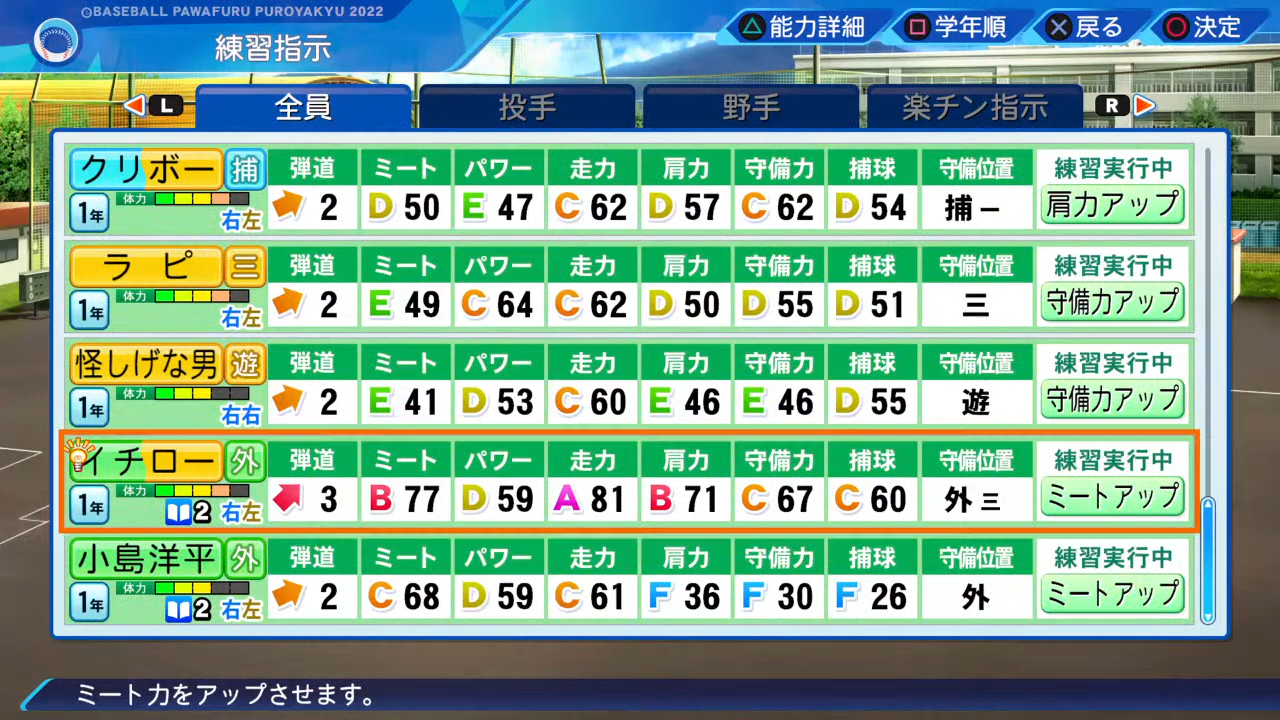 ©BASEBALL PAWAFURU PUROYAKYU 2022
練習指示
能力詳細 学年順 戻る 決定
L 全員 投手 野手 楽チン指示 R
クリボー 捕 弾道 ミート パワー 走力 肩力 守備力 捕球 守備位置 練習実行中
体力
1年 右左 2 D 50 E 47 C 62 D 57 C 62 D 54 捕一 肩力アップ
ラピ 三 弾道 ミート パワー 走力 肩力 守備力 捕球 守備位置 練習実行中
体力
1年 右左 2 E 49 C 64 C 62 D 50 D 55 D 51 三 守備力アップ
怪しげな男 遊 弾道 ミート パワー 走力 肩力 守備力 捕球 守備位置 練習実行中
体力
1年 右右 2 E 41 D 53 C 60 E 46 E 46 D 55 遊 守備力アップ
イチロー 外 弾道 ミート パワー 走力 肩力 守備力 捕球 守備位置 練習実行中
体力
1年 2 右左 3 B 77 D 59 A 81 B 71 C 67 C 60 外三 ミートアップ
小島洋平 外 弾道 ミート パワー 走力 肩力 守備力 捕球 守備位置 練習実行中
体力
1年 2 右左 2 C 68 D 59 C 61 F 36 F 30 F 26 外 ミートアップ
ミート力をアップさせます。